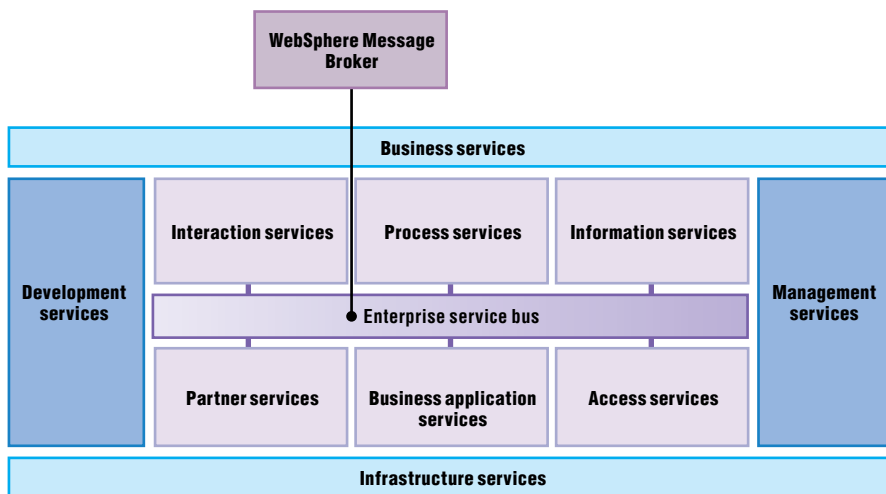 WebSphere Message
Broker
Business services
Interaction services
Process services
Information services
Development
services
Management
services
Enterprise service bus
Partner services
Business application
services
Access services
Infrastructure services